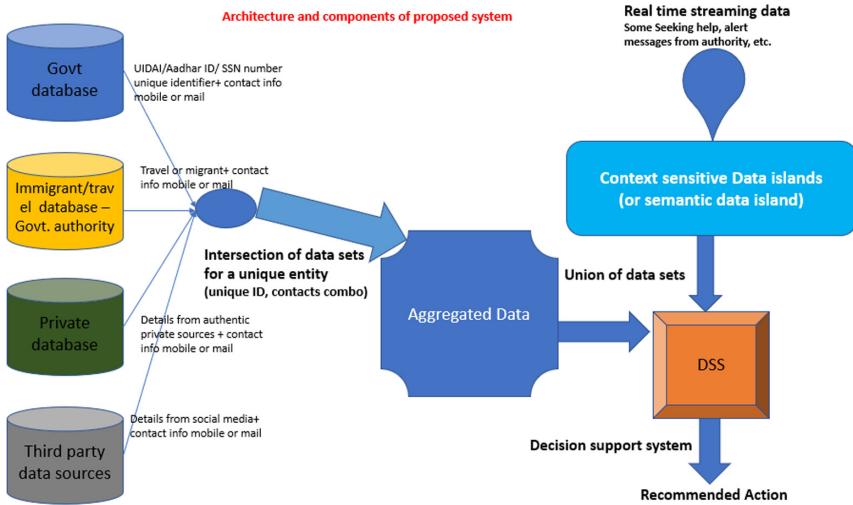 Architecture and components of proposed system
Real time streaming data
Some Seeking help, alert
messages from authority, etc.
Govt
database
UIDAI/Aadhar ID/ SSN number
unique identifier+ contact info
mobile or mail
Immigrant/trav
el database –
Govt. authority
Travel or migrant+ contact
info mobile or mail
Context sensitive Data islands
(or semantic data island)
Intersection of data sets
for a unique entity
(unique ID, contacts combo)
Union of data sets
Aggregated Data
Private
database
Details from authentic
private sources + contact
info mobile or mail
DSS
Third party
data sources
Details from social media+
contact info mobile or mail
Decision support system
Recommended Action